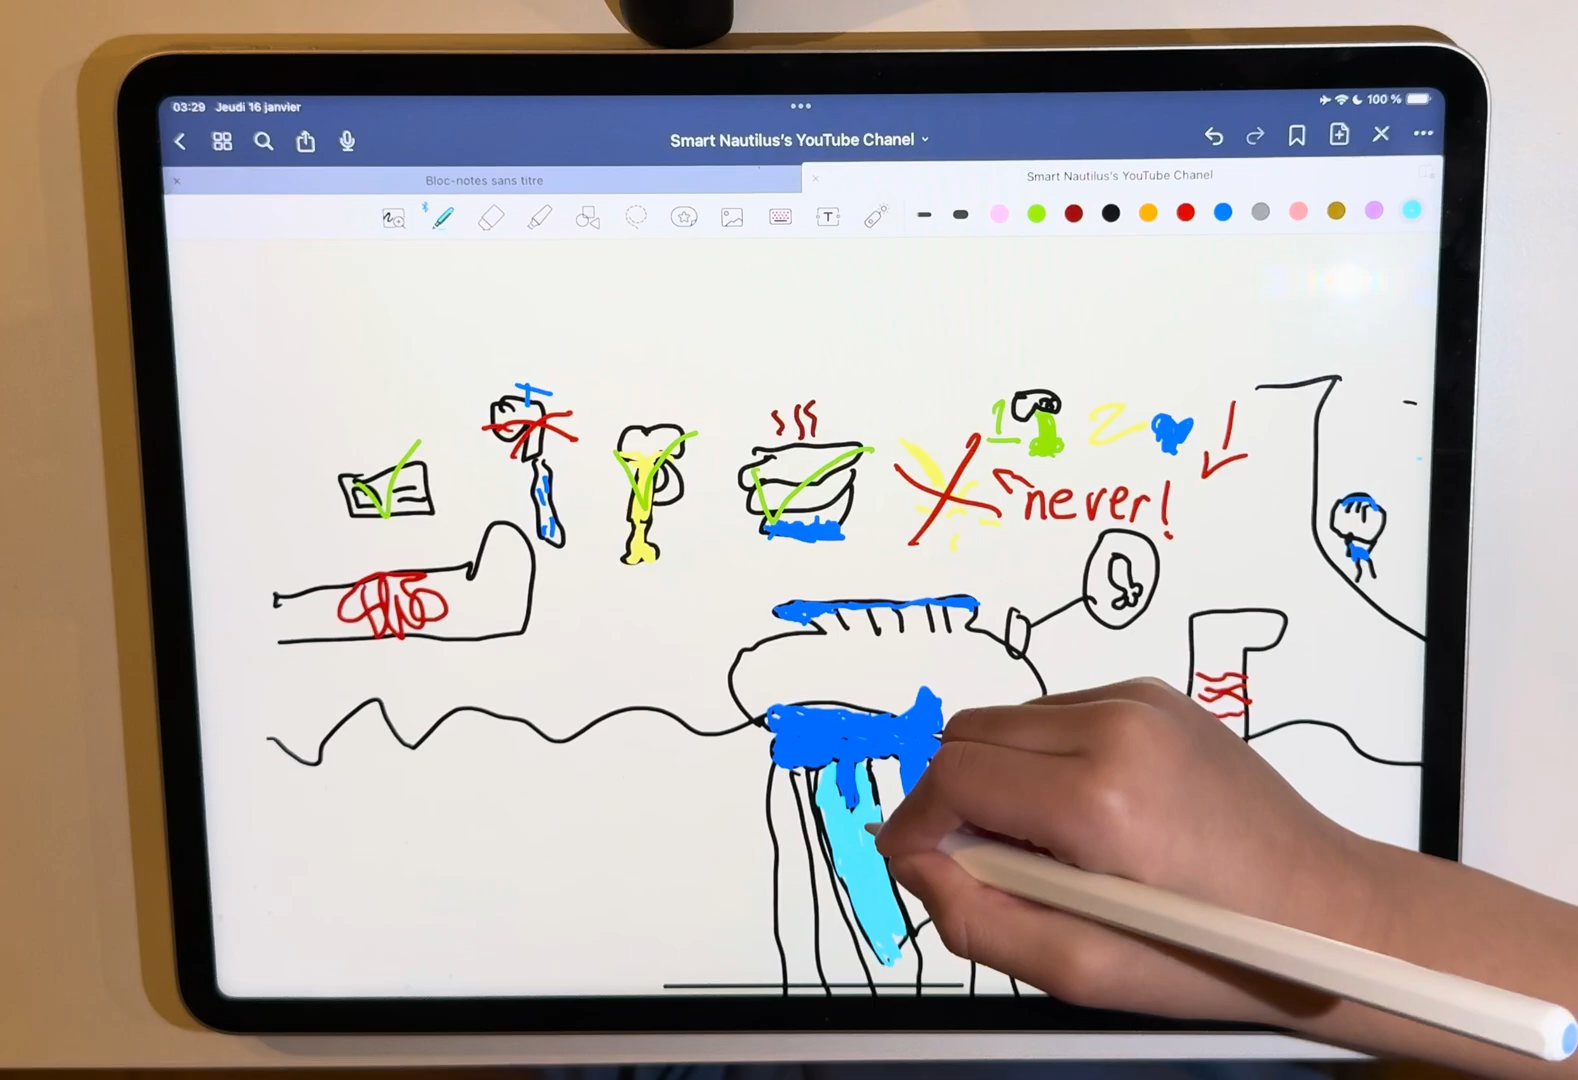 03:29 Jeudi 16 janvier
100 %
Smart Nautilus's YouTube Chanel
Bloc-notes sans titre
Smart Nautilus's YouTube Chanel
T
1
2
never!